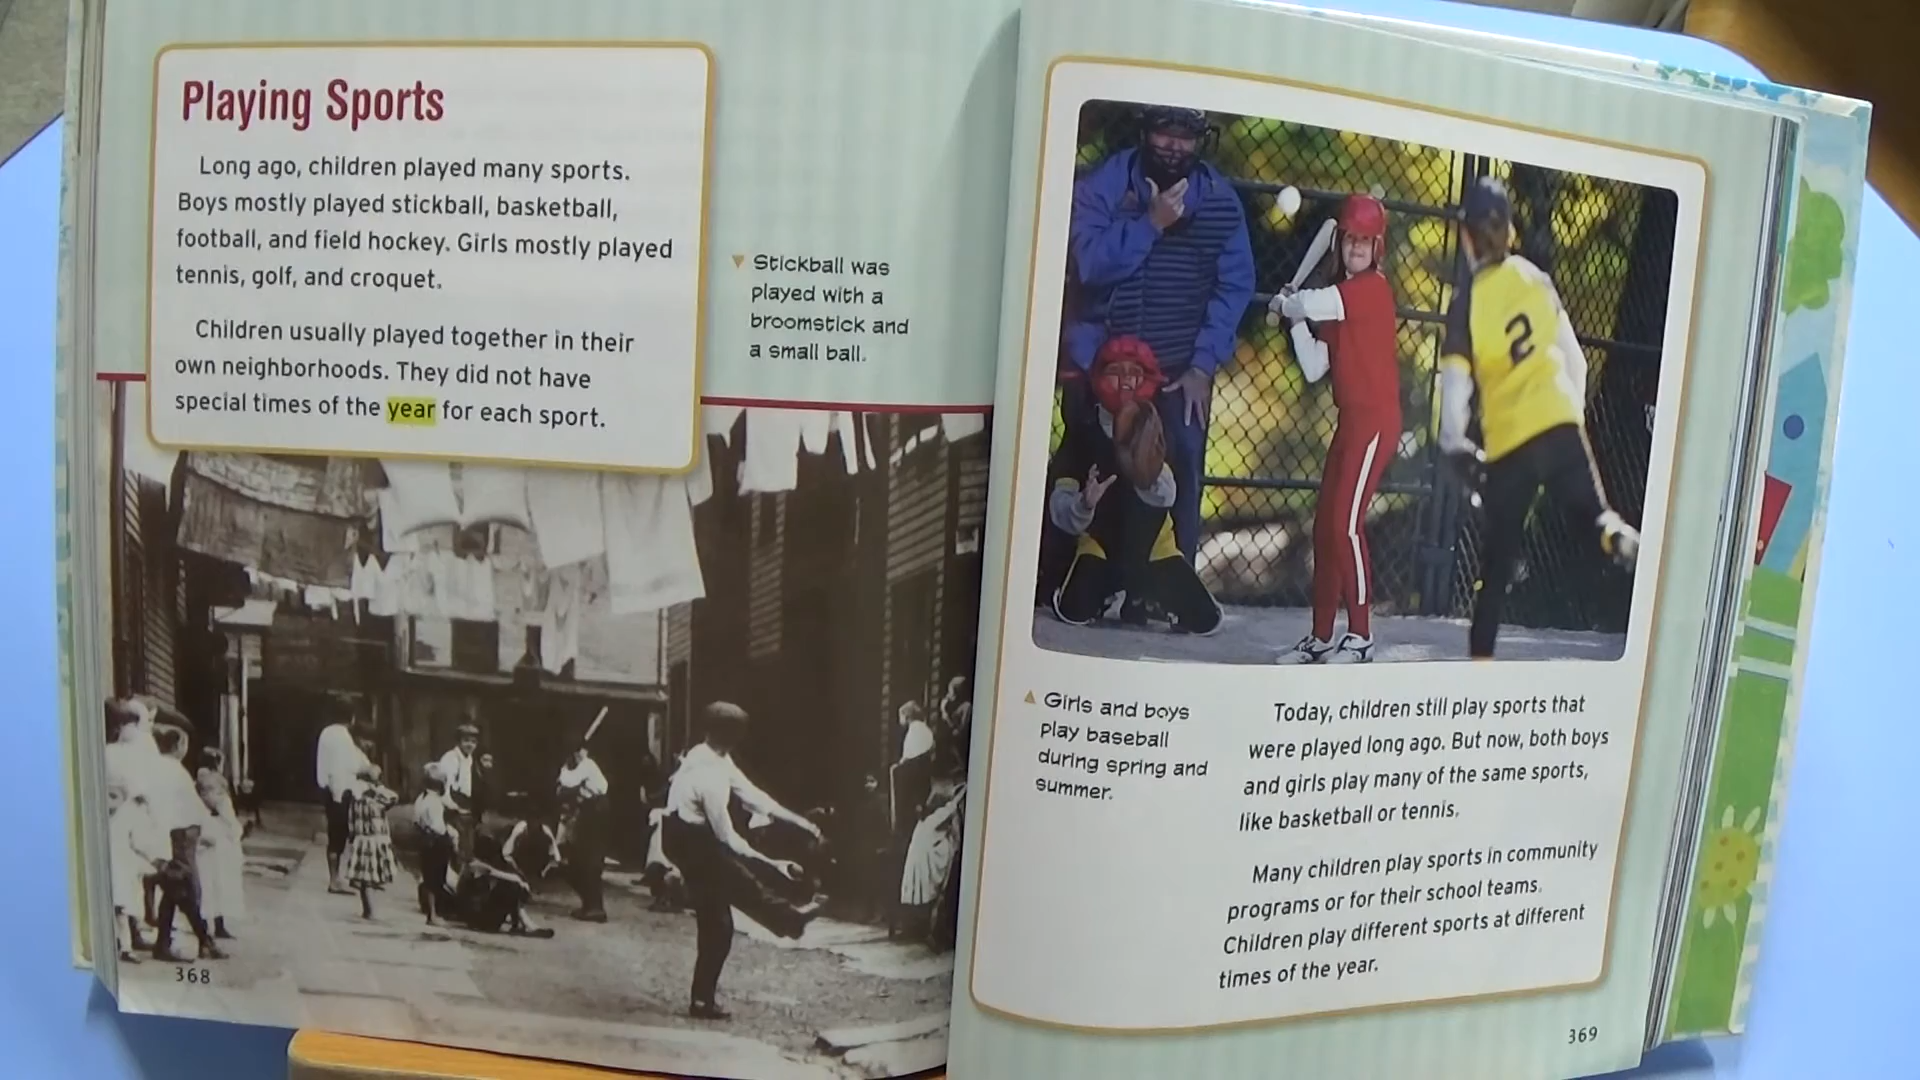 Playing Sports
Long ago, children played many sports.
Boys mostly played stickball, basketball,
football, and field hockey. Girls mostly played
tennis, golf, and croquet.
Children usually played together in their
own neighborhoods. They did not have
special times of the year for each sport.
Stickball was
played with a
broomstick and
a small ball.
368
2
Girls and boys
play baseball
during spring and
summer.
Today, children still play sports that
were played long ago. But now, both boys
and girls play many of the same sports,
like basketball or tennis.
Many children play sports in community
programs or for their school teams.
Children play different sports at different
times of the year.
369